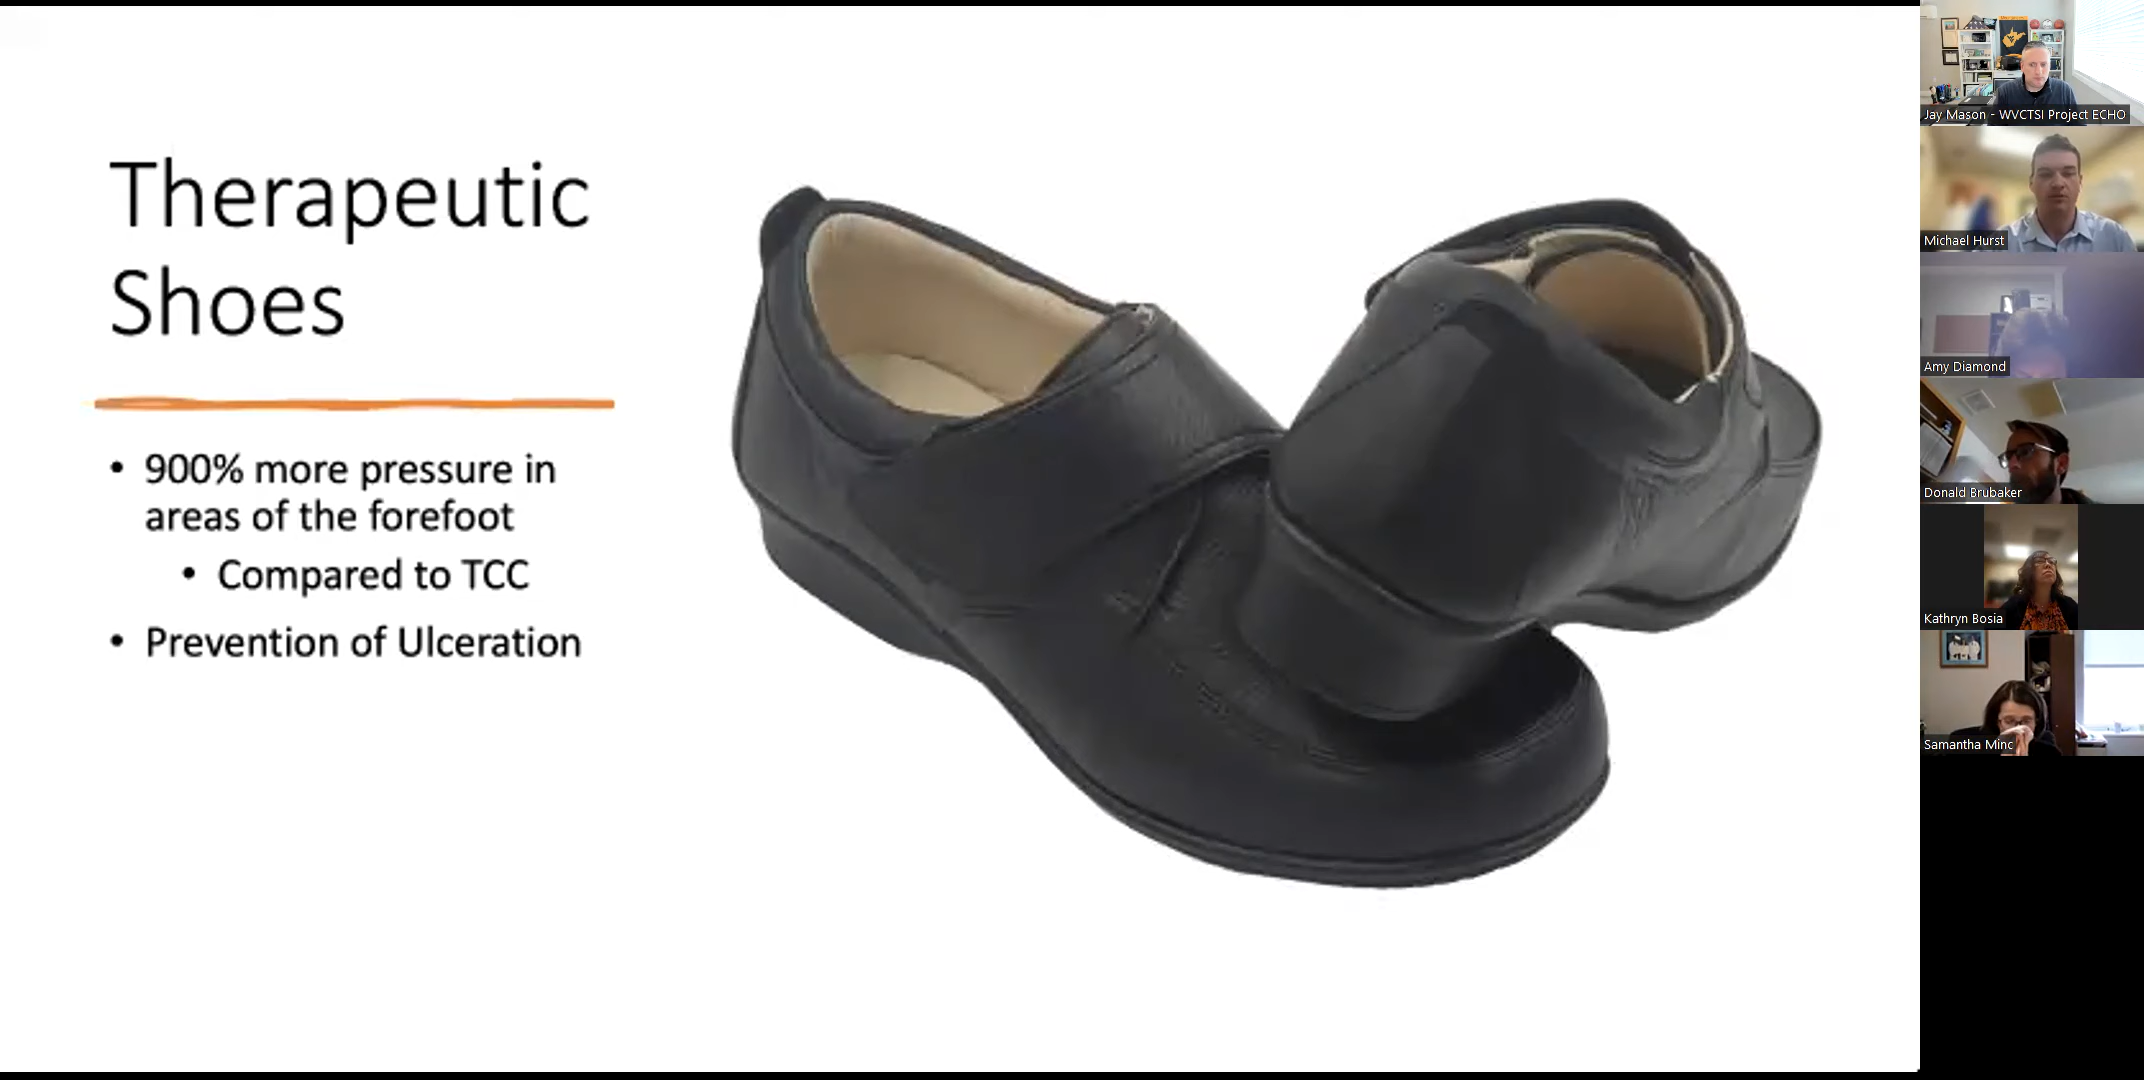 Therapeutic
Shoes
• 900% more pressure in
areas of the forefoot
• Compared to TCC
• Prevention of Ulceration
Jay Mason - WVCTSI Project ECHO
Michael Hurst
Amy Diamond
Donald Brubaker
Kathryn Bosia
Samantha Minc